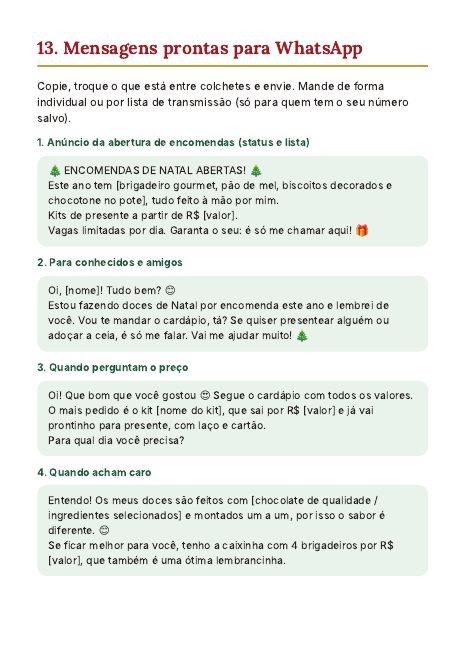 13. Mensagens prontas para WhatsApp
Copie, troque o que está entre colchetes e envie. Mande de forma
individual ou por lista de transmissão (só para quem tem o seu número
salvo).
1. Anúncio da abertura de encomendas (status e lista)
🎄 ENCOMENDAS DE NATAL ABERTAS! 🎄
Este ano tem [brigadeiro gourmet, pão de mel, biscoitos decorados e
chocotone no pote], tudo feito à mão por mim.
Kits de presente a partir de R$ [valor].
Vagas limitadas por dia. Garanta o seu: é só me chamar aqui! 🎁
2. Para conhecidos e amigos
Oi, [nome]! Tudo bem? 😊
Estou fazendo doces de Natal por encomenda este ano e lembrei de
você. Vou te mandar o cardápio, tá? Se quiser presentear alguém ou
adoçar a ceia, é só me falar. Vai me ajudar muito! 🎄
3. Quando perguntam o preço
Oi! Que bom que você gostou 😍 Segue o cardápio com todos os valores.
O mais pedido é o kit [nome do kit], que sai por R$ [valor] e já vai
prontinho para presente, com laço e cartão.
Para qual dia você precisa?
4. Quando acham caro
Entendo! Os meus doces são feitos com [chocolate de qualidade /
ingredientes selecionados] e montados um a um, por isso o sabor é
diferente. 😊
Se ficar melhor para você, tenho a caixinha com 4 brigadeiros por R$
[valor], que também é uma ótima lembrancinha.